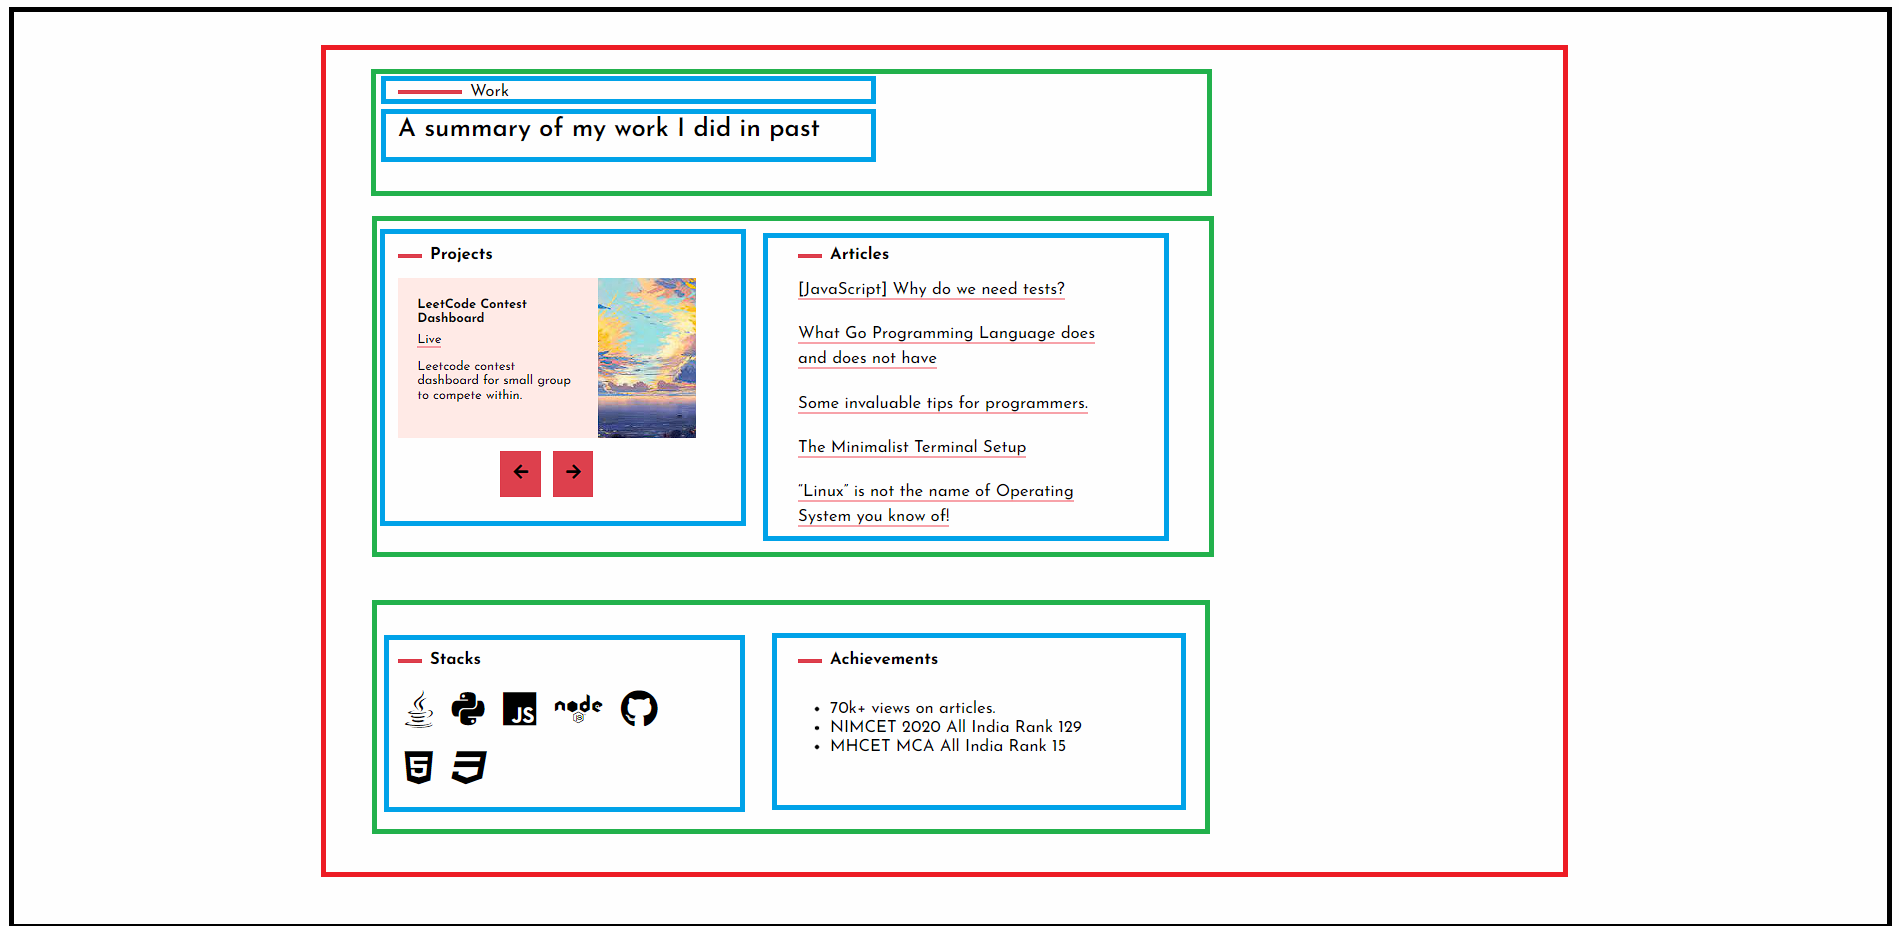 Work
A summary of my work I did in past
Projects
LeetCode Contest
Dashboard
Live
Leetcode contest
dashboard for small group
to compete within.
Articles
[JavaScript] Why do we need tests?
What Go Programming Language does
and does not have
Some invaluable tips for programmers.
The Minimalist Terminal Setup
“Linux” is not the name of Operating
System you know of!
Stacks
JS
node
JS
5
3
Achievements
• 70k+ views on articles.
• NIMCET 2020 All India Rank 129
• MHCET MCA All India Rank 15